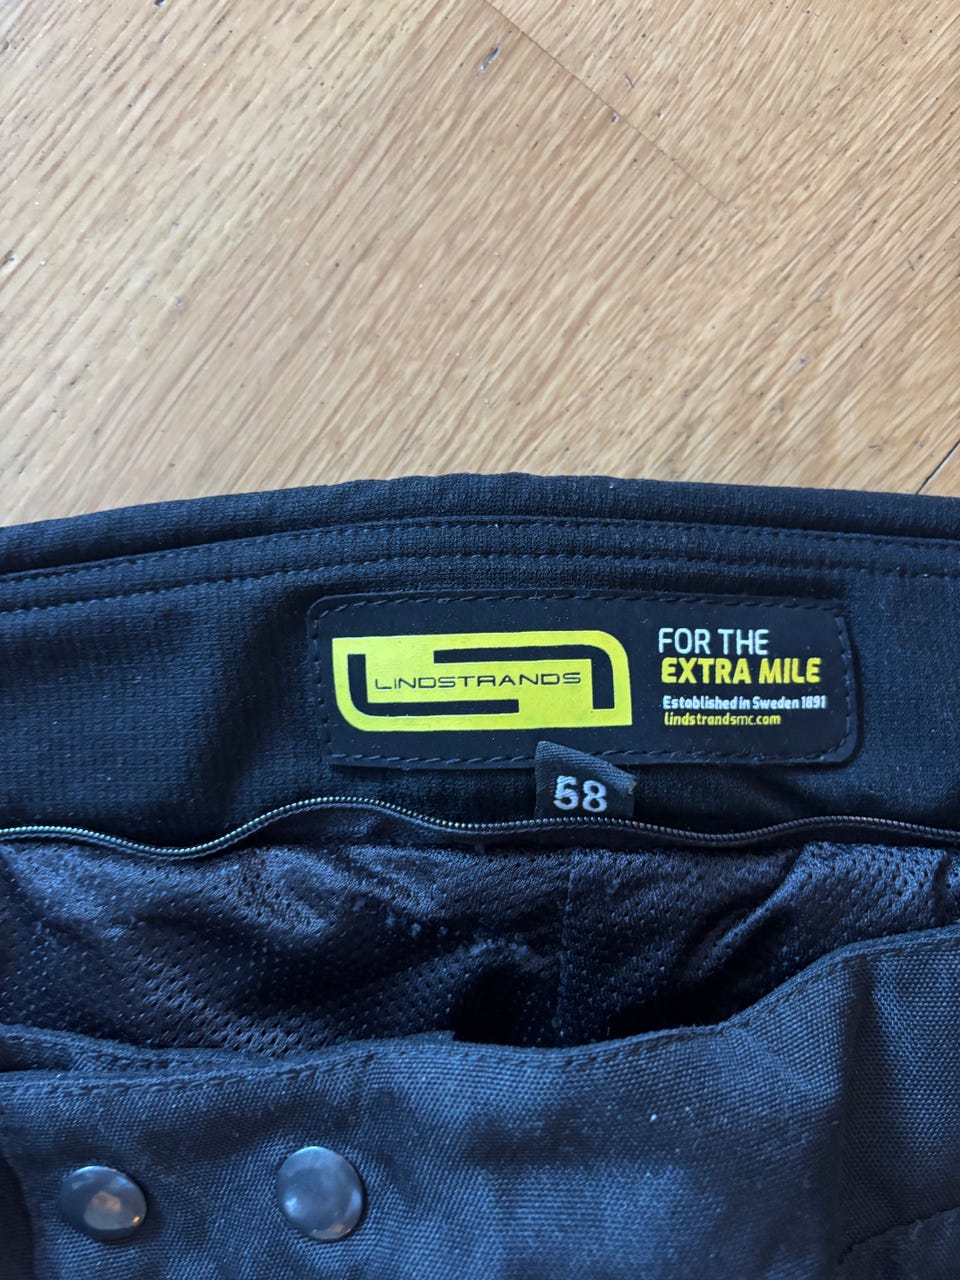 LINDSTRANDS
FOR THE
EXTRA MILE
Established in Sweden 1891
lindstrandsmc.com
58